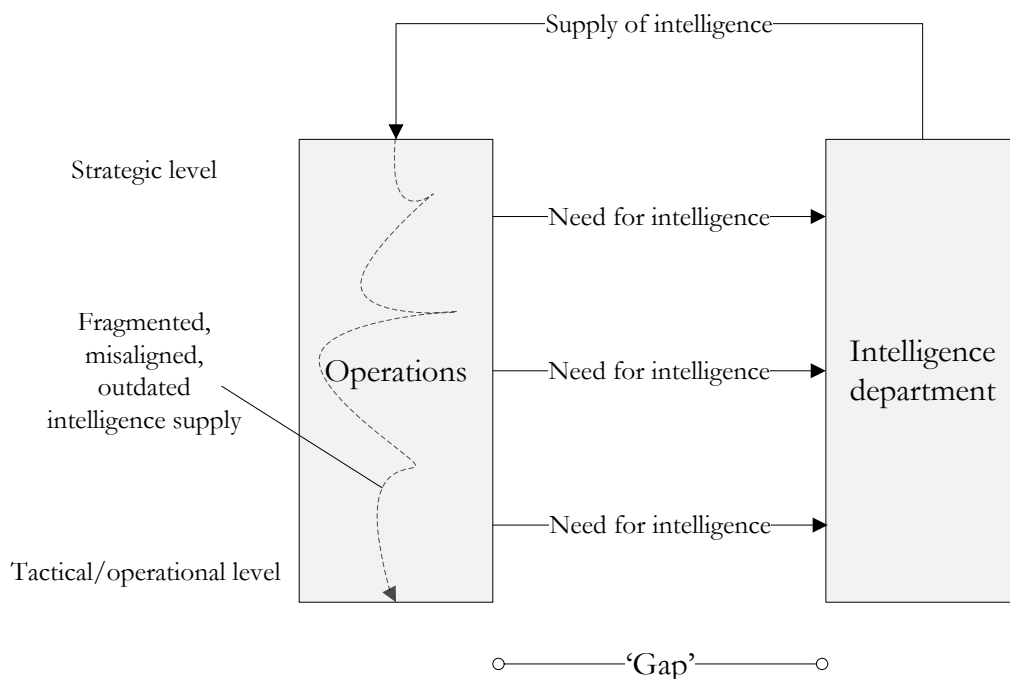 Supply of intelligence
Strategic level
Need for intelligence
Fragmented,
misaligned,
outdated
intelligence supply
Operations
Need for intelligence
Intelligence
department
Need for intelligence
Tactical/operational level
‘Gap’